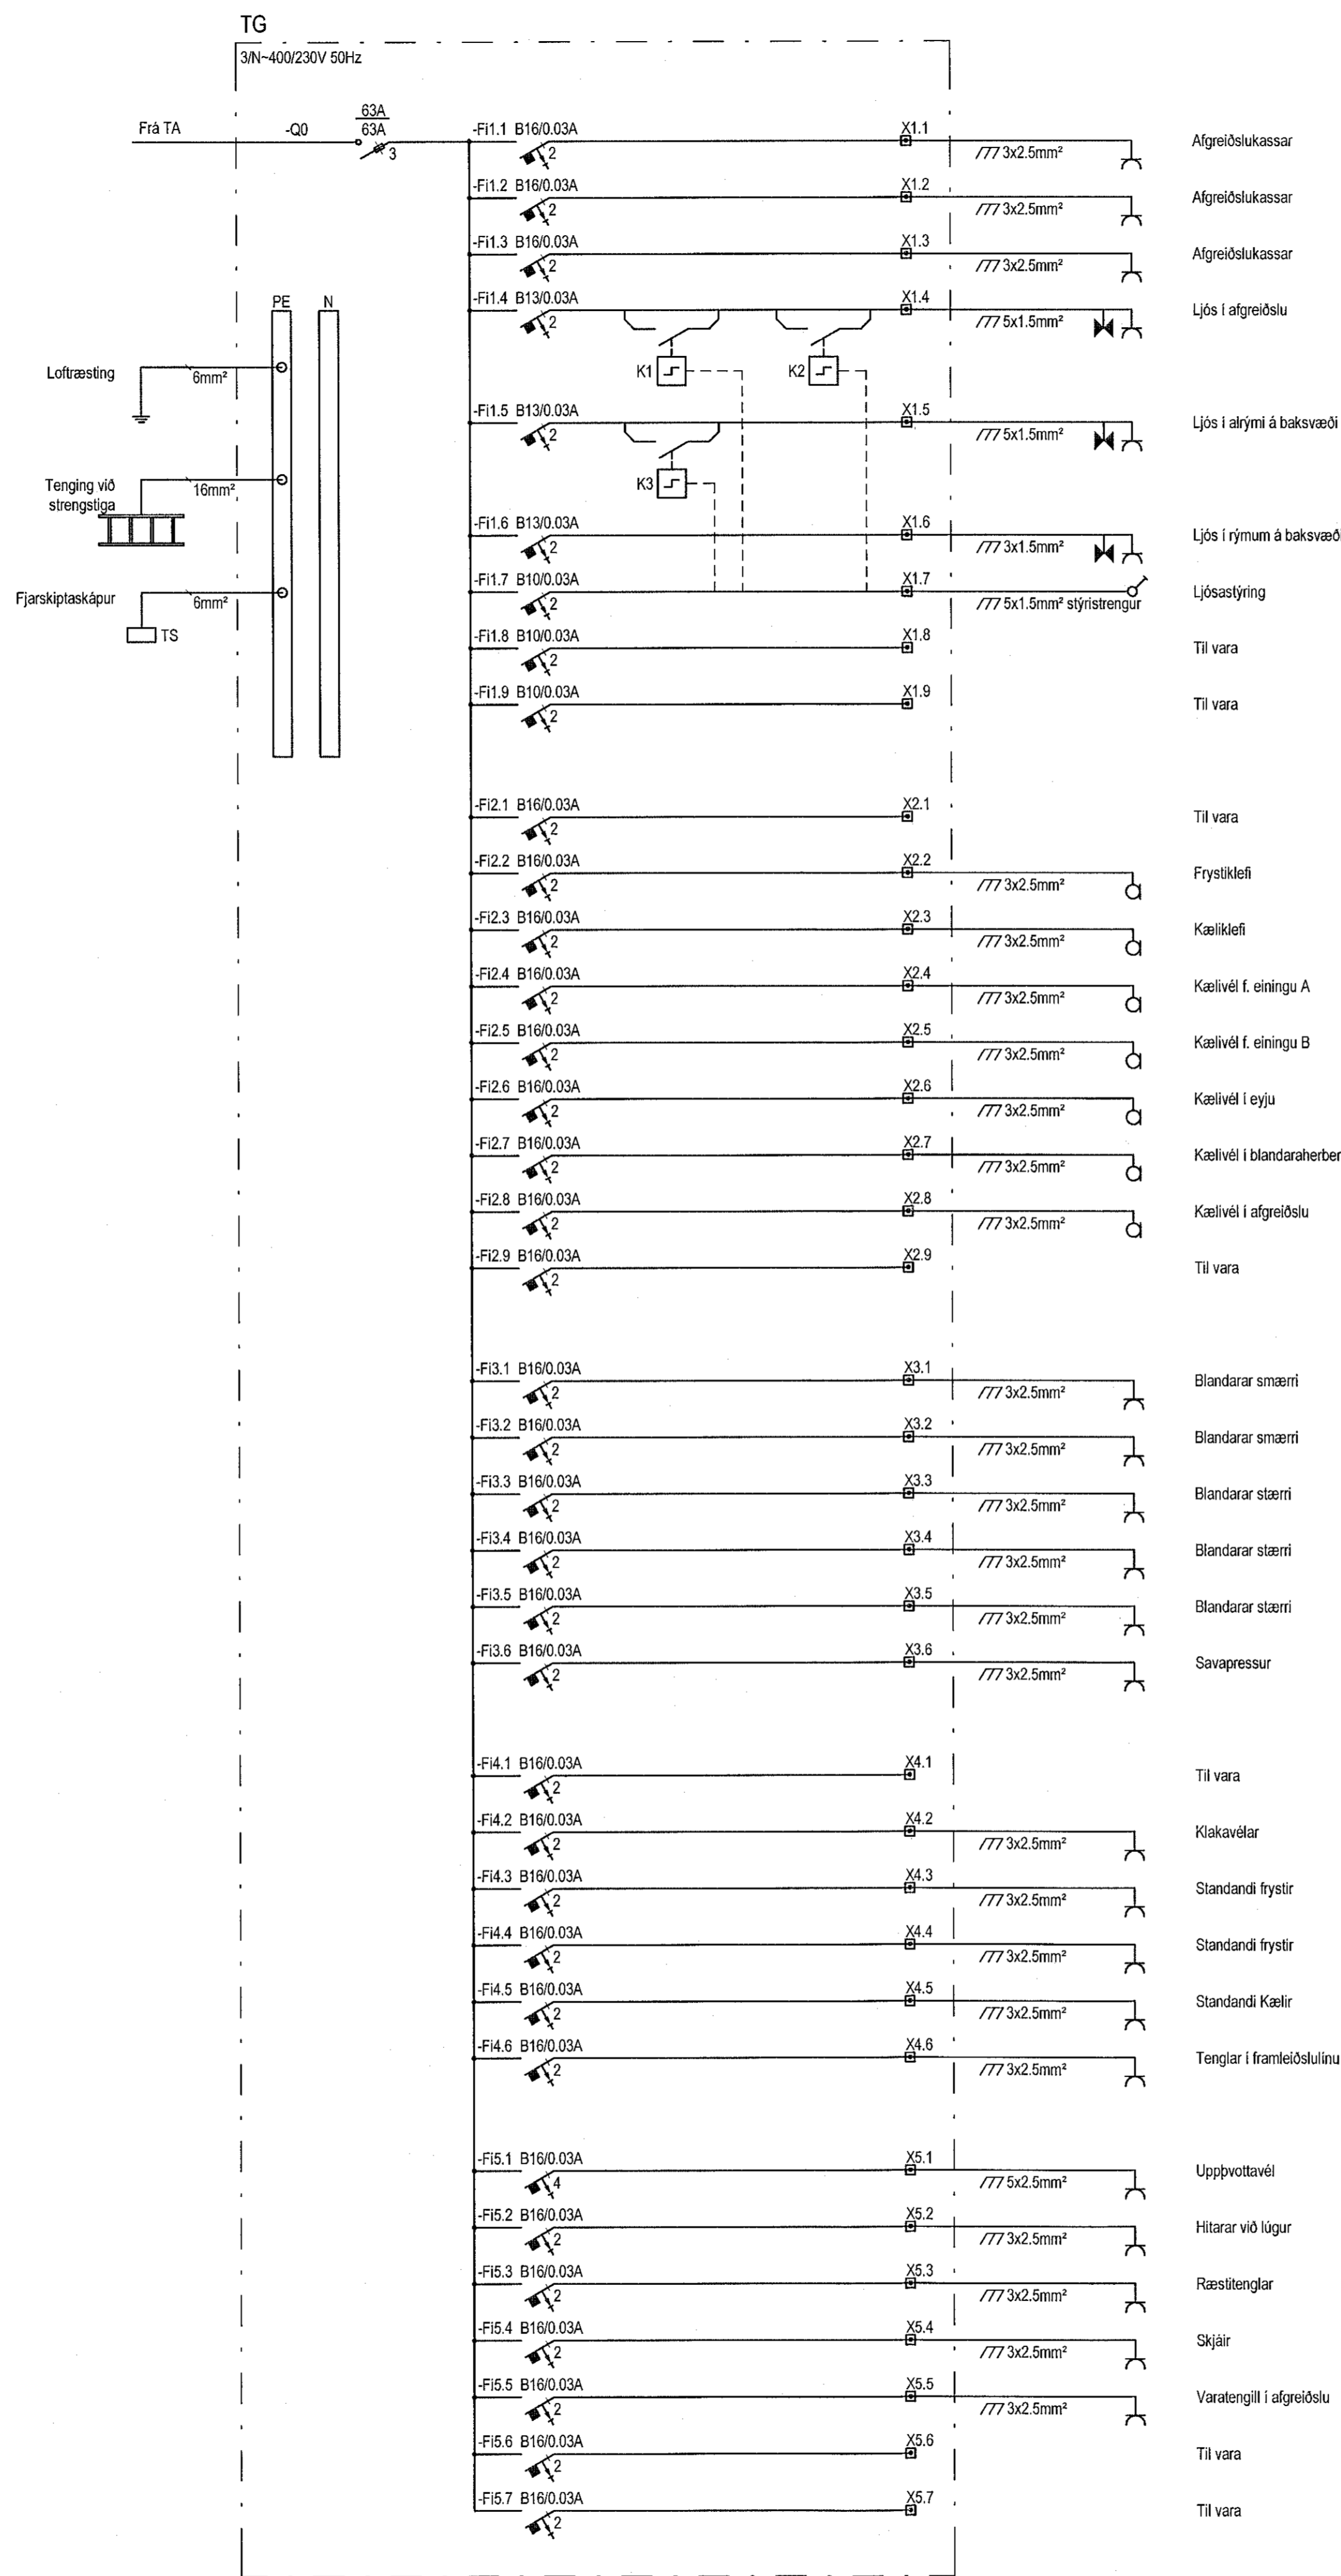 TG
3/N~400/230V 50Hz
Frá TA
-Q0
63A
63A
3
-Fi1.1 B16/0.03A
2
X1.1
3x2.5mm²
Afgreiðslukassar
-Fi1.2 B16/0.03A
2
X1.2
3x2.5mm²
Afgreiðslukassar
-Fi1.3 B16/0.03A
2
X1.3
3x2.5mm²
Afgreiðslukassar
PE
N
-Fi1.4 B13/0.03A
2
X1.4
5x1.5mm²
Ljós í afgreiðslu
K1
K2
Loftræsting
6mm²
-Fi1.5 B13/0.03A
2
X1.5
5x1.5mm²
Ljós í alrými á baksvæði
K3
Tenging við
strengstiga
16mm²
-Fi1.6 B13/0.03A
2
X1.6
3x1.5mm²
Ljós í rýmum á baksvæði
Fjarskiptaskápur
6mm²
TS
-Fi1.7 B10/0.03A
2
X1.7
5x1.5mm² stýristrengur
Ljósastýring
-Fi1.8 B10/0.03A
2
X1.8
Til vara
-Fi1.9 B10/0.03A
2
X1.9
Til vara
-Fi2.1 B16/0.03A
2
X2.1
Til vara
-Fi2.2 B16/0.03A
2
X2.2
3x2.5mm²
Frystiklefi
-Fi2.3 B16/0.03A
2
X2.3
3x2.5mm²
Kæliklefi
-Fi2.4 B16/0.03A
2
X2.4
3x2.5mm²
Kælivél f. einingu A
-Fi2.5 B16/0.03A
2
X2.5
3x2.5mm²
Kælivél f. einingu B
-Fi2.6 B16/0.03A
2
X2.6
3x2.5mm²
Kælivél í eyju
-Fi2.7 B16/0.03A
2
X2.7
3x2.5mm²
Kælivél í blandaraherber
-Fi2.8 B16/0.03A
2
X2.8
3x2.5mm²
Kælivél í afgreiðslu
-Fi2.9 B16/0.03A
2
X2.9
Til vara
-Fi3.1 B16/0.03A
2
X3.1
3x2.5mm²
Blandarar smærri
-Fi3.2 B16/0.03A
2
X3.2
3x2.5mm²
Blandarar smærri
-Fi3.3 B16/0.03A
2
X3.3
3x2.5mm²
Blandarar stærri
-Fi3.4 B16/0.03A
2
X3.4
3x2.5mm²
Blandarar stærri
-Fi3.5 B16/0.03A
2
X3.5
3x2.5mm²
Blandarar stærri
-Fi3.6 B16/0.03A
2
X3.6
3x2.5mm²
Savapressur
-Fi4.1 B16/0.03A
2
X4.1
Til vara
-Fi4.2 B16/0.03A
2
X4.2
3x2.5mm²
Klakavélar
-Fi4.3 B16/0.03A
2
X4.3
3x2.5mm²
Standandi frystir
-Fi4.4 B16/0.03A
2
X4.4
3x2.5mm²
Standandi frystir
-Fi4.5 B16/0.03A
2
X4.5
3x2.5mm²
Standandi Kælir
-Fi4.6 B16/0.03A
2
X4.6
3x2.5mm²
Tenglar í framleiðslulínu
-Fi5.1 B16/0.03A
4
X5.1
5x2.5mm²
Uppþvottavél
-Fi5.2 B16/0.03A
2
X5.2
3x2.5mm²
Hitarar við lúgur
-Fi5.3 B16/0.03A
2
X5.3
3x2.5mm²
Ræstitenglar
-Fi5.4 B16/0.03A
2
X5.4
3x2.5mm²
Skjáir
-Fi5.5 B16/0.03A
2
X5.5
3x2.5mm²
Varatengill í afgreiðslu
-Fi5.6 B16/0.03A
2
X5.6
Til vara
-Fi5.7 B16/0.03A
2
X5.7
Til vara